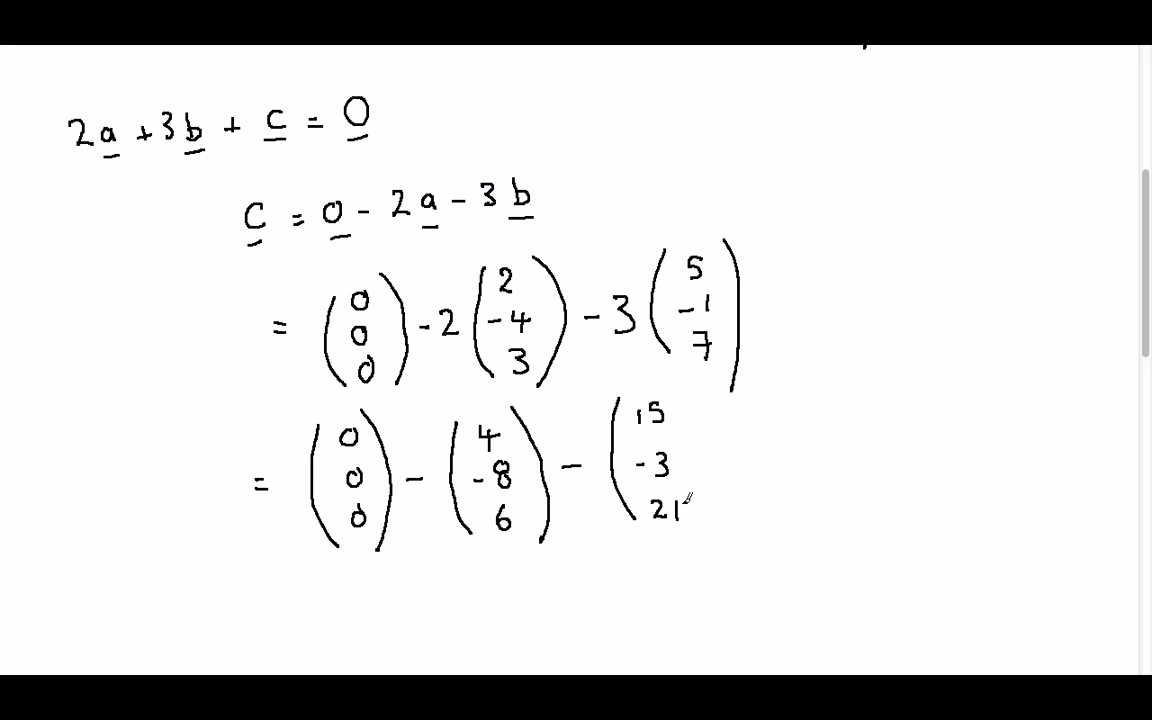 2a + 3b + c = 0
c = 0 - 2a - 3b
= (0 0 0) - 2 (2 -4 3) - 3 (5 -1 7)
= (0 0 0) - (4 -8 6) - (15 -3 21